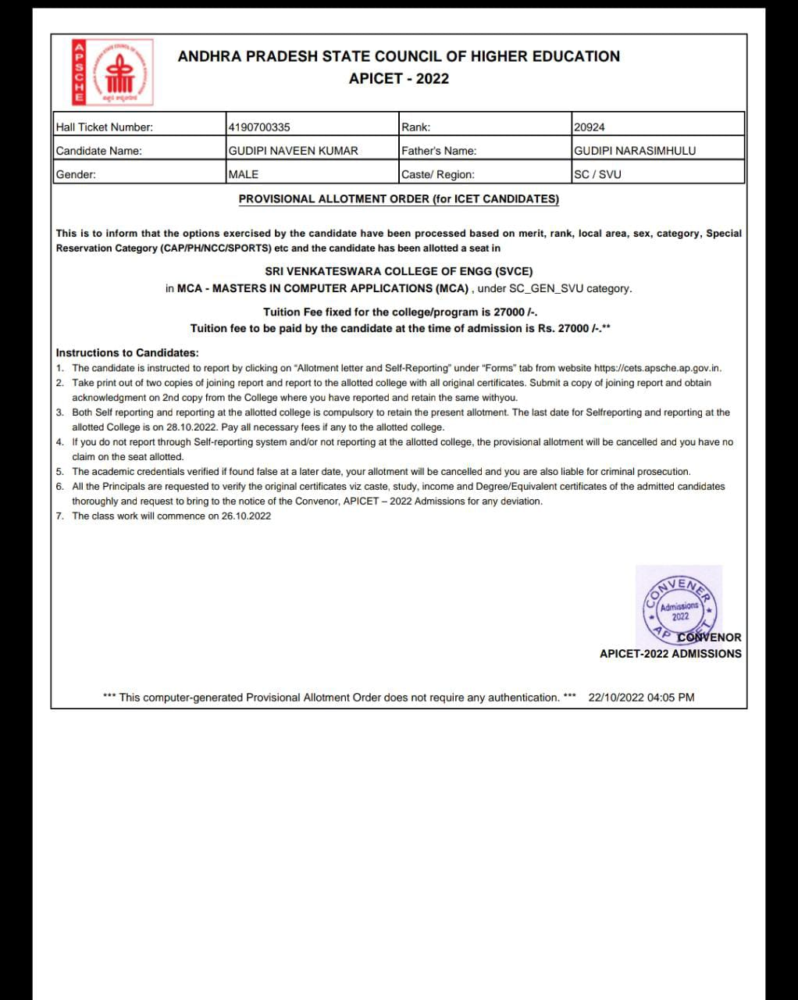 APSCHE
ANDHRA PRADESH STATE COUNCIL OF HIGHER EDUCATION
APICET - 2022
Hall Ticket Number: 4190700335 Rank: 20924
Candidate Name: GUDIPI NAVEEN KUMAR Father's Name: GUDIPI NARASIMHULU
Gender: MALE Caste/ Region: SC / SVU
PROVISIONAL ALLOTMENT ORDER (for ICET CANDIDATES)
This is to inform that the options exercised by the candidate have been processed based on merit, rank, local area, sex, category, Special
Reservation Category (CAP/PH/NCC/SPORTS) etc and the candidate has been allotted a seat in
SRI VENKATESWARA COLLEGE OF ENGG (SVCE)
in MCA - MASTERS IN COMPUTER APPLICATIONS (MCA) , under SC_GEN_SVU category.
Tuition Fee fixed for the college/program is 27000 /-.
Tuition fee to be paid by the candidate at the time of admission is Rs. 27000 /-.**
Instructions to Candidates:
1. The candidate is instructed to report by clicking on “Allotment letter and Self-Reporting” under “Forms” tab from website https://cets.apsche.ap.gov.in.
2. Take print out of two copies of joining report and report to the allotted college with all original certificates. Submit a copy of joining report and obtain
acknowledgment on 2nd copy from the College where you have reported and retain the same withyou.
3. Both Self reporting and reporting at the allotted college is compulsory to retain the present allotment. The last date for Selfreporting and reporting at the
allotted College is on 28.10.2022. Pay all necessary fees if any to the allotted college.
4. If you do not report through Self-reporting system and/or not reporting at the allotted college, the provisional allotment will be cancelled and you have no
claim on the seat allotted.
5. The academic credentials verified if found false at a later date, your allotment will be cancelled and you are also liable for criminal prosecution.
6. All the Principals are requested to verify the original certificates viz caste, study, income and Degree/Equivalent certificates of the admitted candidates
thoroughly and request to bring to the notice of the Convenor, APICET – 2022 Admissions for any deviation.
7. The class work will commence on 26.10.2022
CONVENER
Admissions
2022
AP ICET
CONVENOR
APICET-2022 ADMISSIONS
*** This computer-generated Provisional Allotment Order does not require any authentication. *** 22/10/2022 04:05 PM